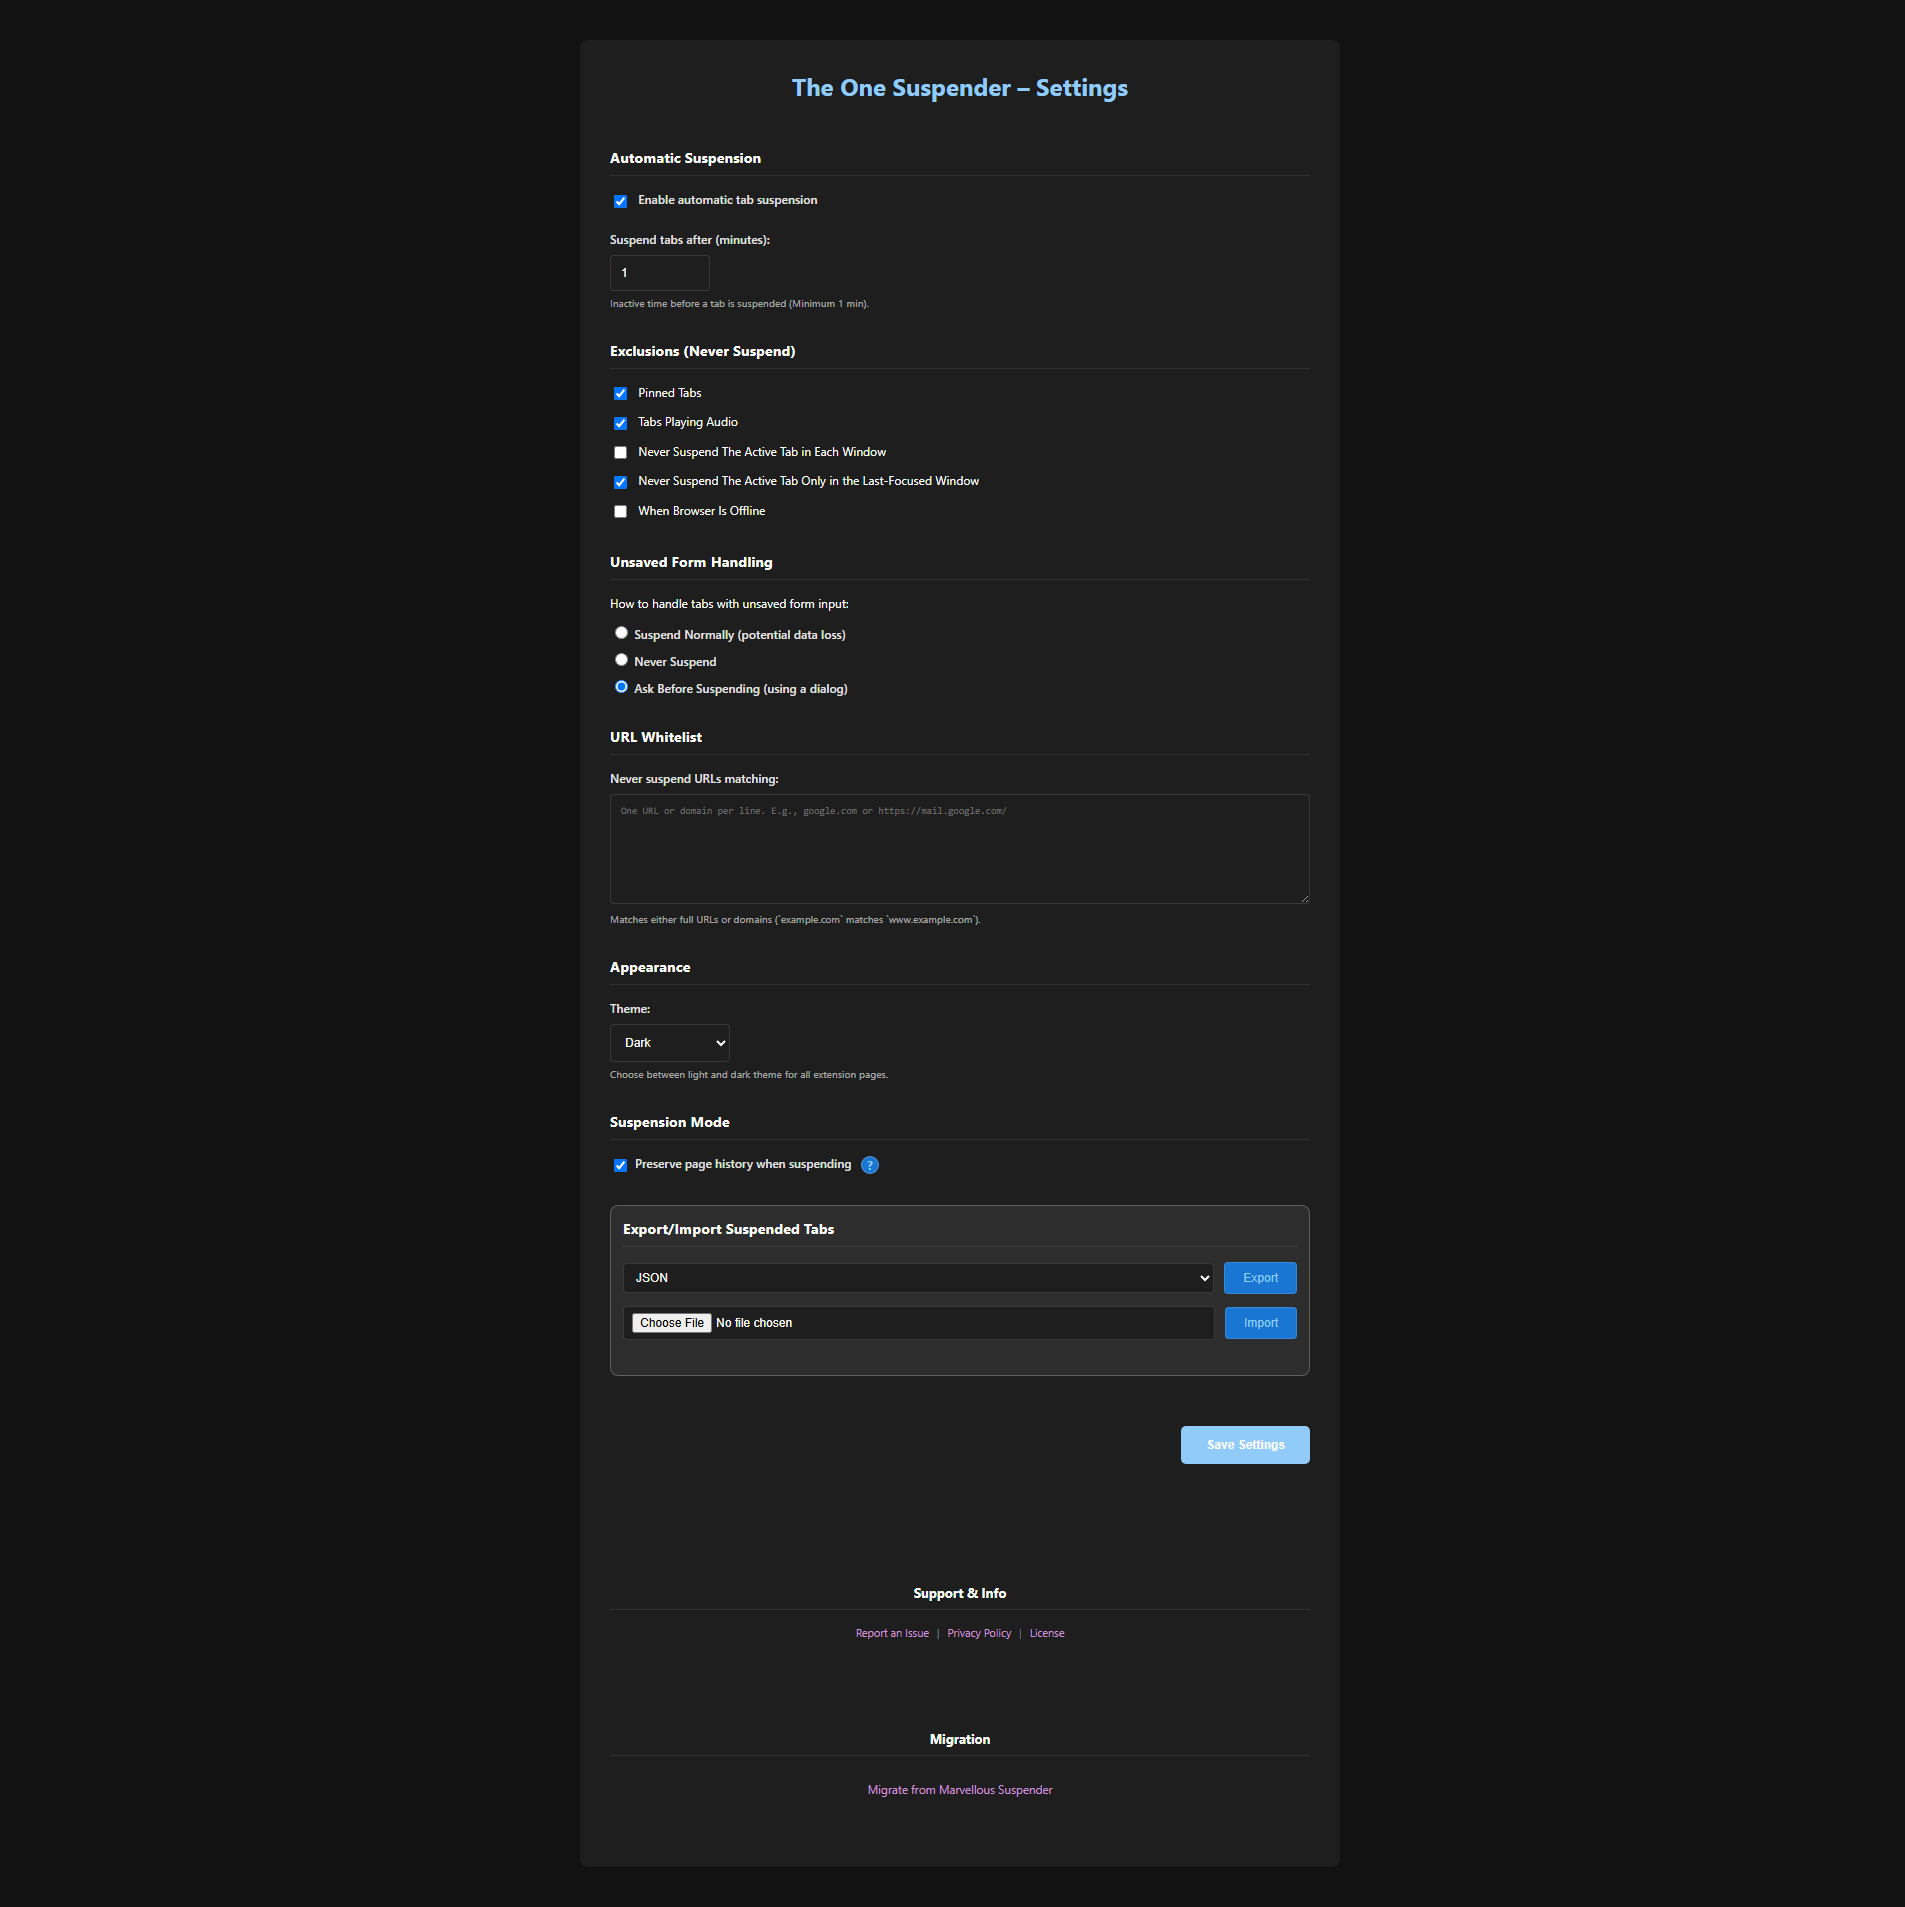 The One Suspender – Settings
Automatic Suspension
Enable automatic tab suspension
Suspend tabs after (minutes):
1
Inactive time before a tab is suspended (Minimum 1 min).
Exclusions (Never Suspend)
Pinned Tabs
Tabs Playing Audio
Never Suspend The Active Tab in Each Window
Never Suspend The Active Tab Only in the Last-Focused Window
When Browser Is Offline
Unsaved Form Handling
How to handle tabs with unsaved form input:
Suspend Normally (potential data loss)
Never Suspend
Ask Before Suspending (using a dialog)
URL Whitelist
Never suspend URLs matching:
One URL or domain per line. E.g., google.com or https://mail.google.com/
Matches either full URLs or domains (`example.com` matches `www.example.com`).
Appearance
Theme:
Dark
Choose between light and dark theme for all extension pages.
Suspension Mode
Preserve page history when suspending ?
Export/Import Suspended Tabs
JSON Export
Choose File No file chosen Import
Save Settings
Support & Info
Report an Issue | Privacy Policy | License
Migration
Migrate from Marvellous Suspender